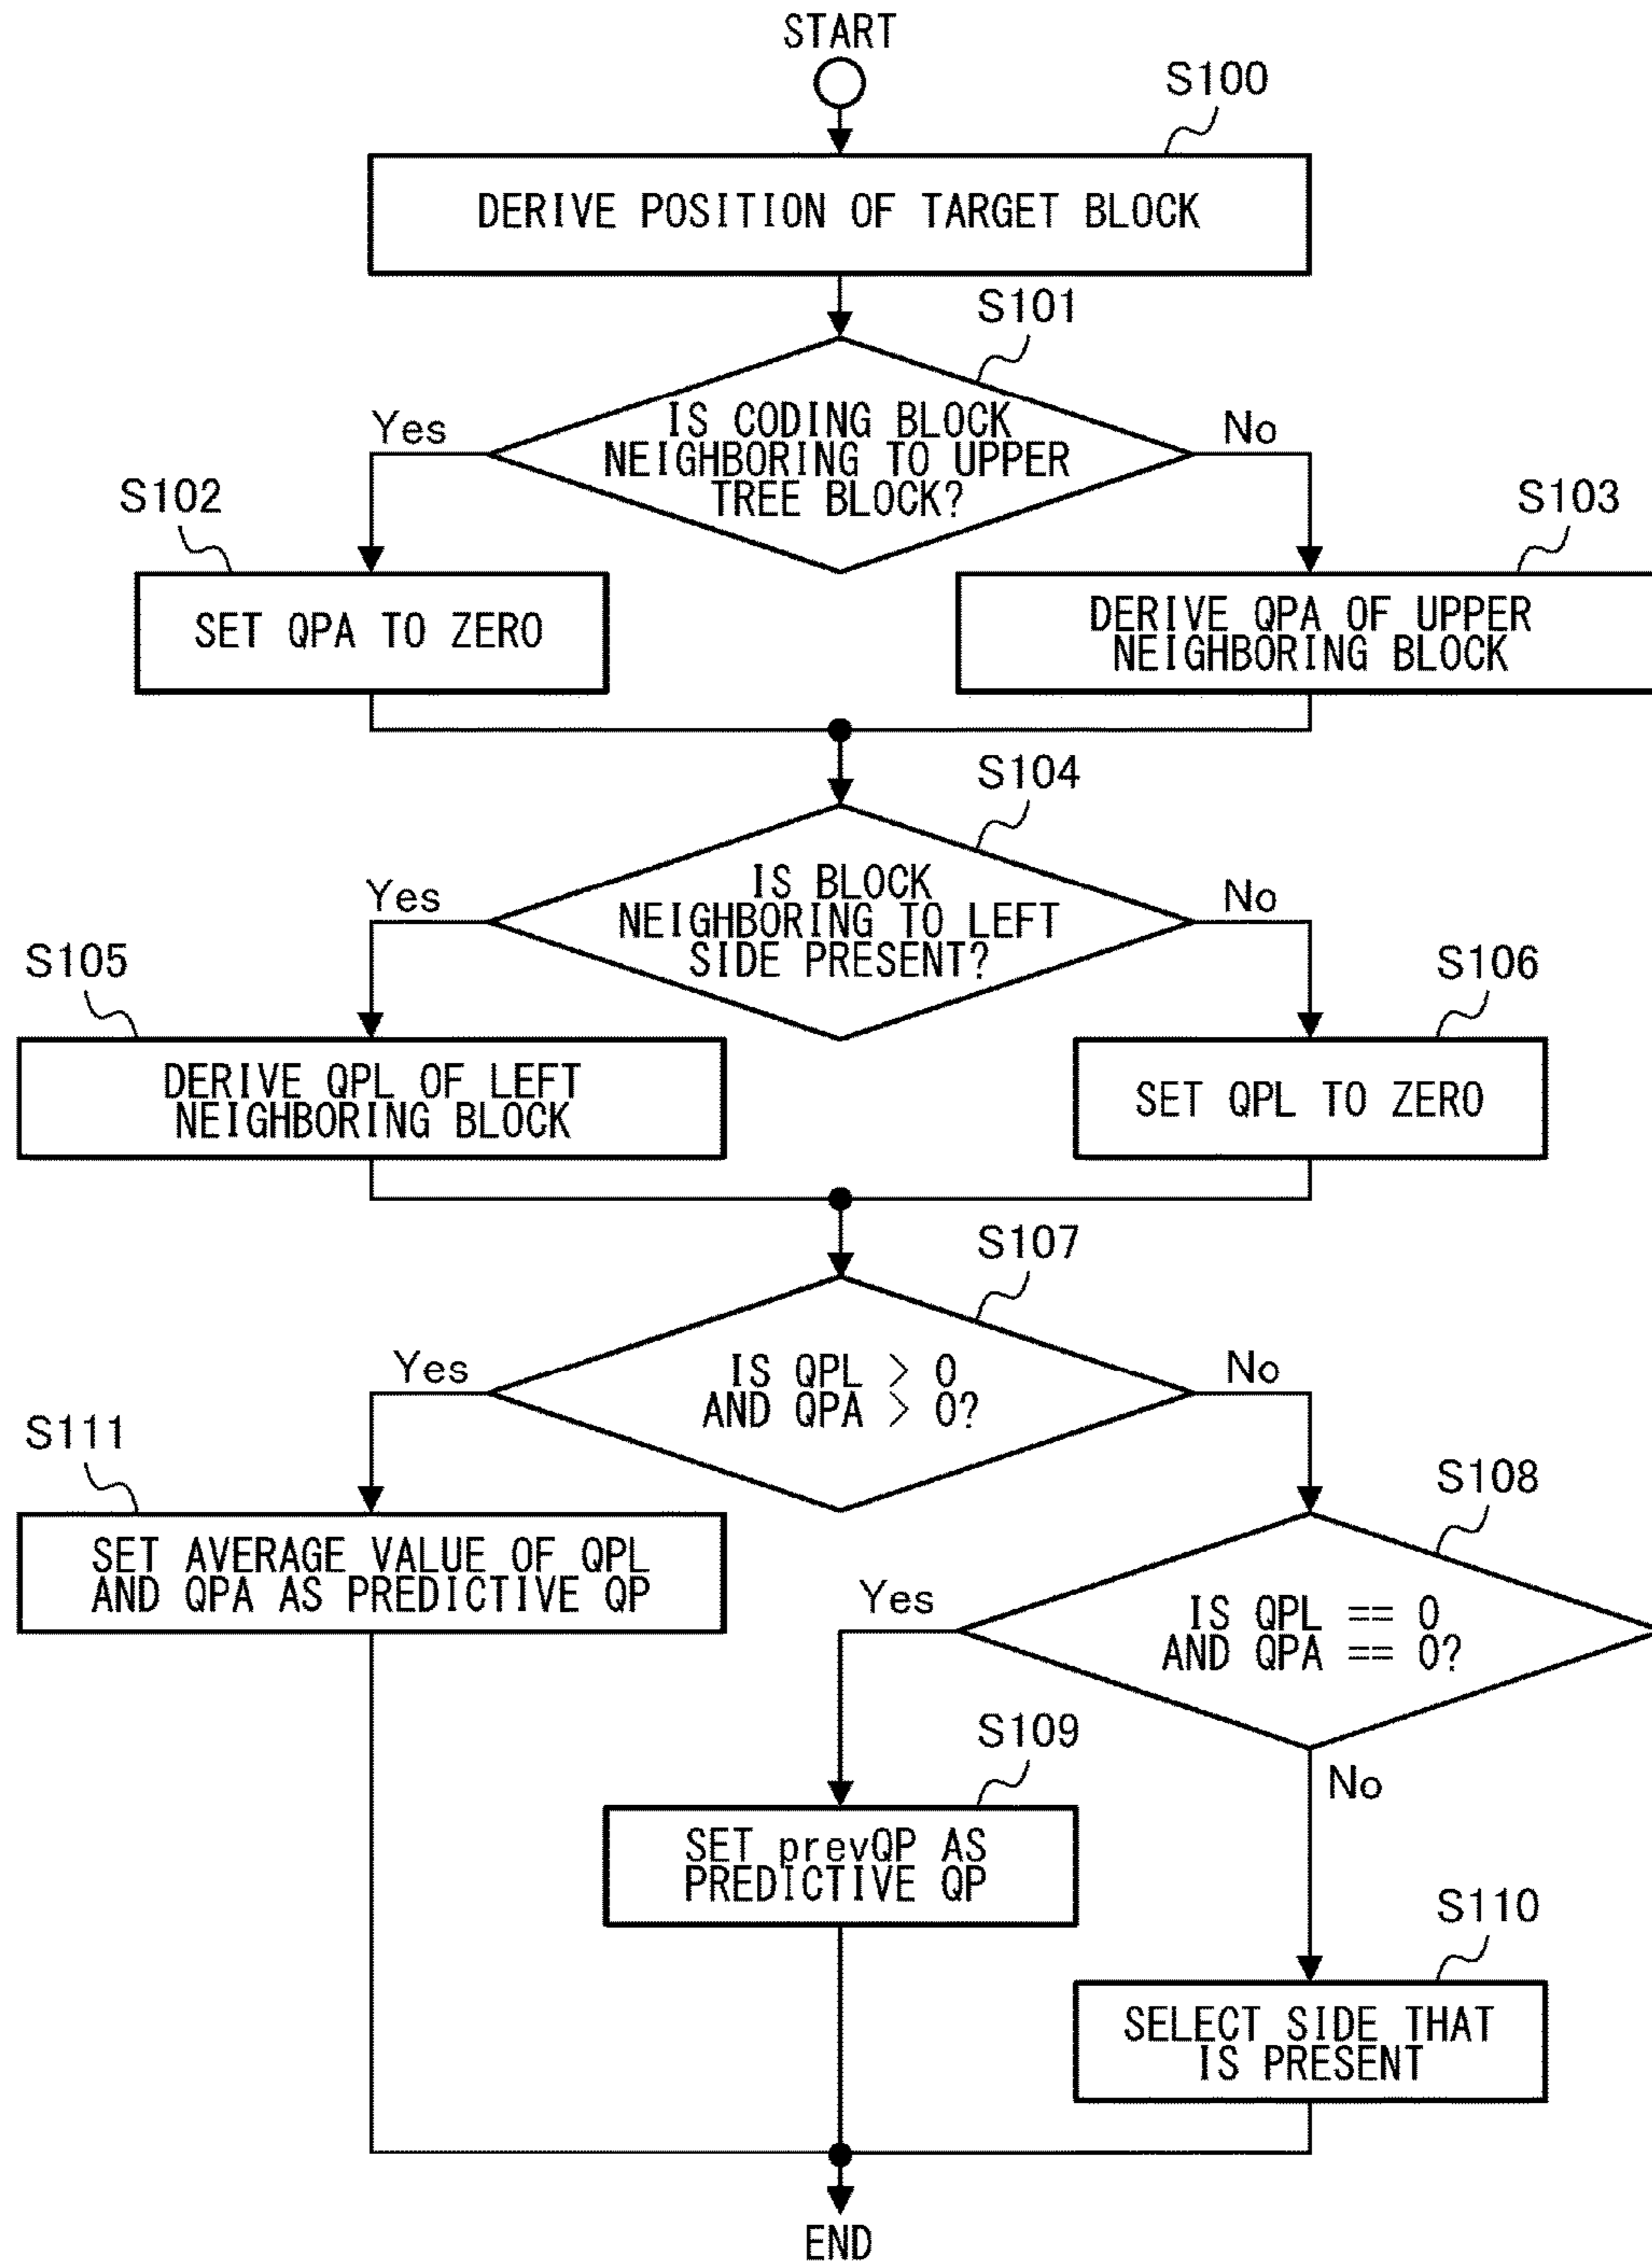 START
S100
DERIVE POSITION OF TARGET BLOCK
S101
IS CODING BLOCK
NEIGHBORING TO UPPER
TREE BLOCK?
Yes
No
S102
SET QPA TO ZERO
S103
DERIVE QPA OF UPPER
NEIGHBORING BLOCK
S104
IS BLOCK
NEIGHBORING TO LEFT
SIDE PRESENT?
Yes
No
S105
DERIVE QPL OF LEFT
NEIGHBORING BLOCK
S106
SET QPL TO ZERO
S107
IS QPL > 0
AND QPA > 0?
Yes
No
S111
SET AVERAGE VALUE OF QPL
AND QPA AS PREDICTIVE QP
S108
IS QPL == 0
AND QPA == 0?
Yes
No
S109
SET prevQP AS
PREDICTIVE QP
S110
SELECT SIDE THAT
IS PRESENT
END